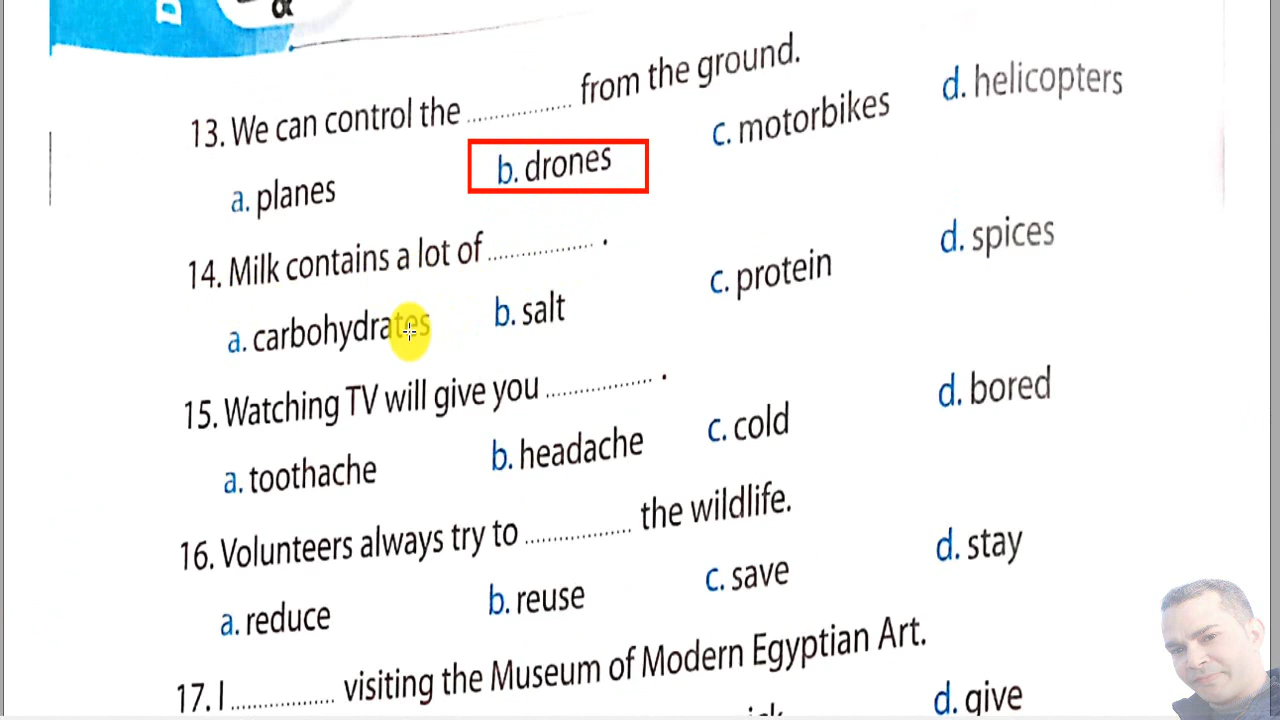 13. We can control the .................. from the ground.
a. planes b. drones c. motorbikes d. helicopters
14. Milk contains a lot of .................. .
a. carbohydrates b. salt c. protein d. spices
15. Watching TV will give you .................. .
a. toothache b. headache c. cold d. bored
16. Volunteers always try to .................. the wildlife.
a. reduce b. reuse c. save d. stay
17. I .................. visiting the Museum of Modern Egyptian Art.
d. give